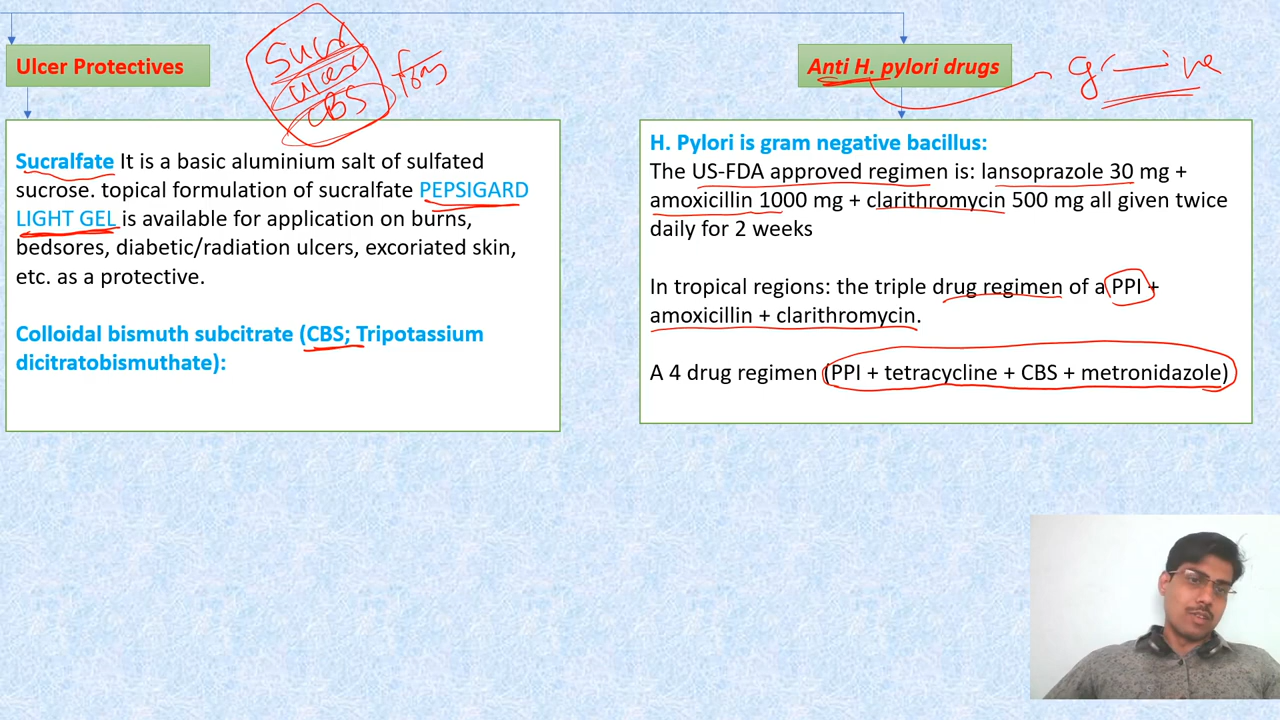 Ulcer Protectives
Sucr
ulcer
CBS
Sucralfate It is a basic aluminium salt of sulfated
sucrose. topical formulation of sucralfate PEPSIGARD
LIGHT GEL is available for application on burns,
bedsores, diabetic/radiation ulcers, excoriated skin,
etc. as a protective.
Colloidal bismuth subcitrate (CBS; Tripotassium
dicitratobismuthate):
Anti H. pylori drugs
H. Pylori is gram negative bacillus:
The US-FDA approved regimen is: lansoprazole 30 mg +
amoxicillin 1000 mg + clarithromycin 500 mg all given twice
daily for 2 weeks
In tropical regions: the triple drug regimen of a PPI +
amoxicillin + clarithromycin.
A 4 drug regimen (PPI + tetracycline + CBS + metronidazole)